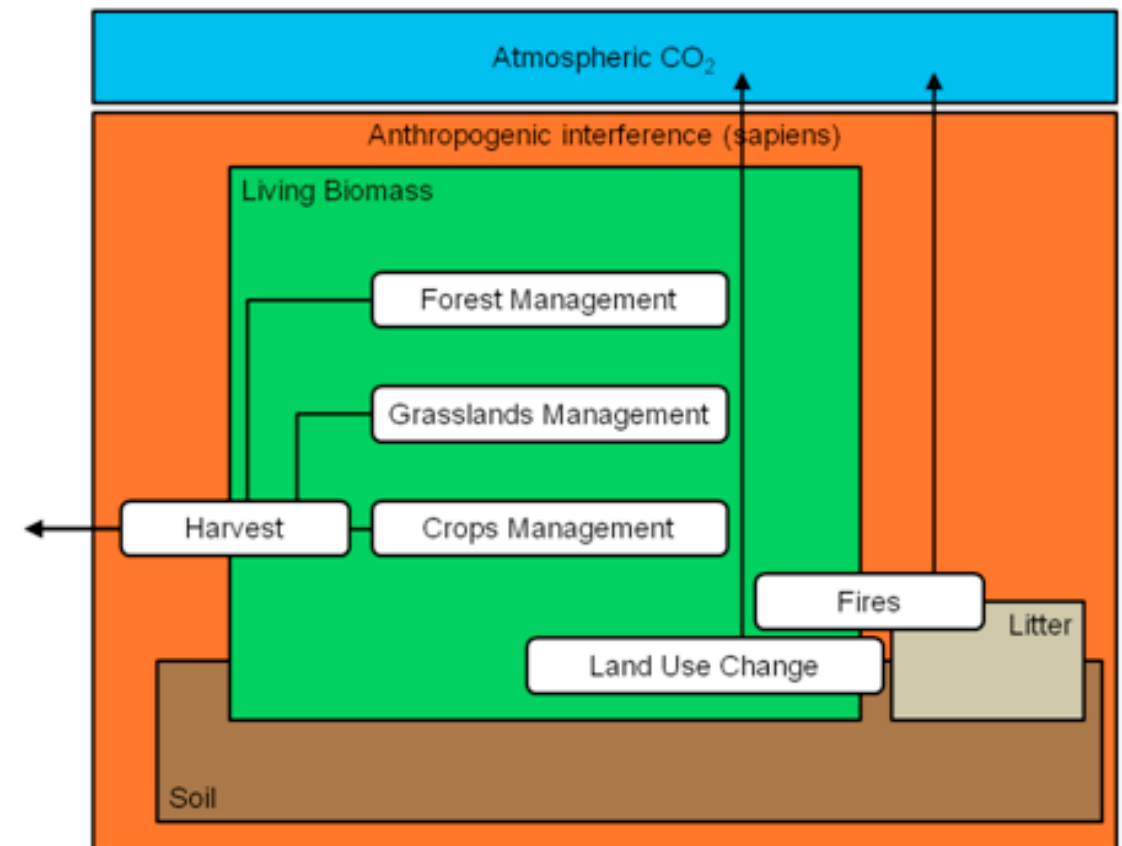 Atmospheric CO₂
Anthropogenic interference (sapiens)
Living Biomass
Forest Management
Grasslands Management
Harvest
Crops Management
Fires
Litter
Land Use Change
Soil